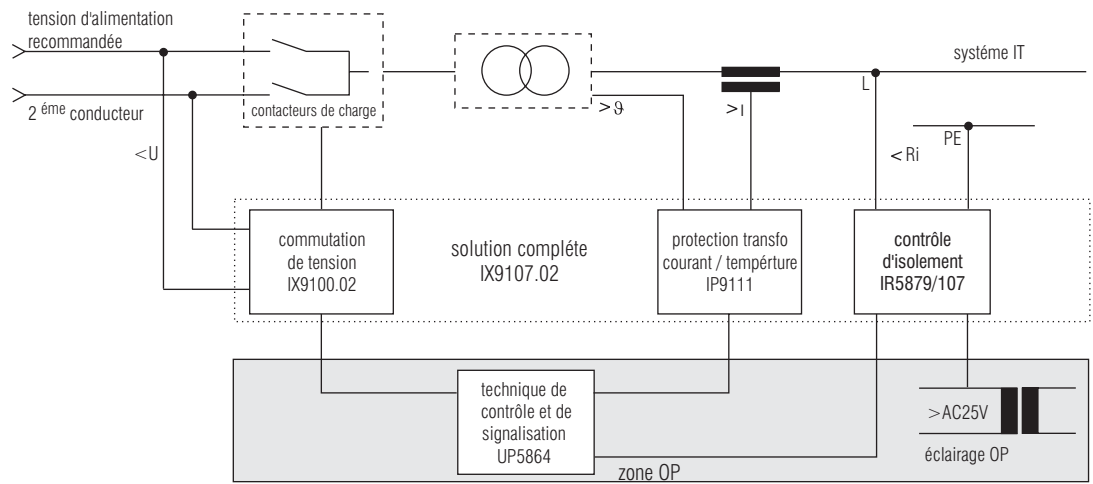 tension d'alimentation
recommandée
2 éme conducteur
<U
contacteurs de charge
>ϑ
>I
L
systéme IT
PE
<Ri
commutation
de tension
IX9100.02
solution compléte
IX9107.02
protection transfo
courant / tempérture
IP9111
contrôle
d'isolement
IR5879/107
technique de
contrôle et de
signalisation
UP5864
zone OP
>AC25V
éclairage OP